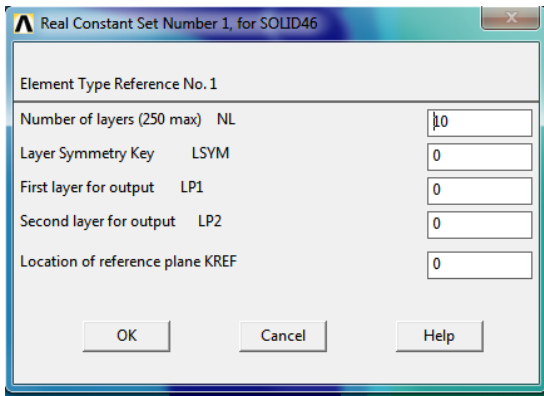 Real Constant Set Number 1, for SOLID46
Element Type Reference No. 1
Number of layers (250 max) NL 10
Layer Symmetry Key LSYM 0
First layer for output LP1 0
Second layer for output LP2 0
Location of reference plane KREF 0
OK Cancel Help